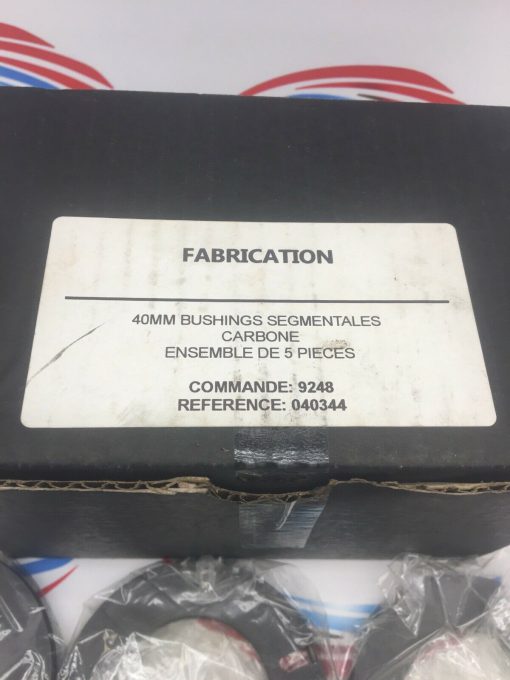 FABRICATION
40MM BUSHINGS SEGMENTALES
CARBONE
ENSEMBLE DE 5 PIECES
COMMANDE: 9248
REFERENCE: 040344